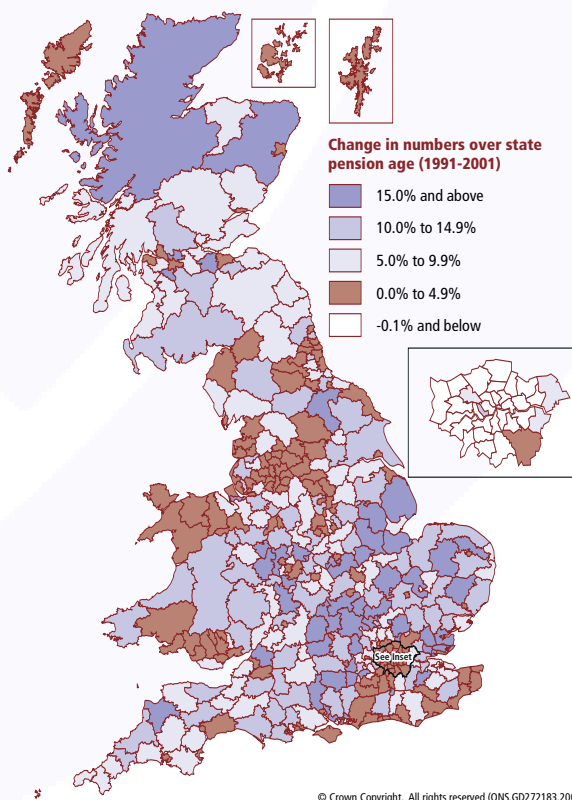 Change in numbers over state
pension age (1991-2001)
15.0% and above
10.0% to 14.9%
5.0% to 9.9%
0.0% to 4.9%
-0.1% and below
See Inset
© Crown Copyright. All rights reserved (ONS.GD272183.200